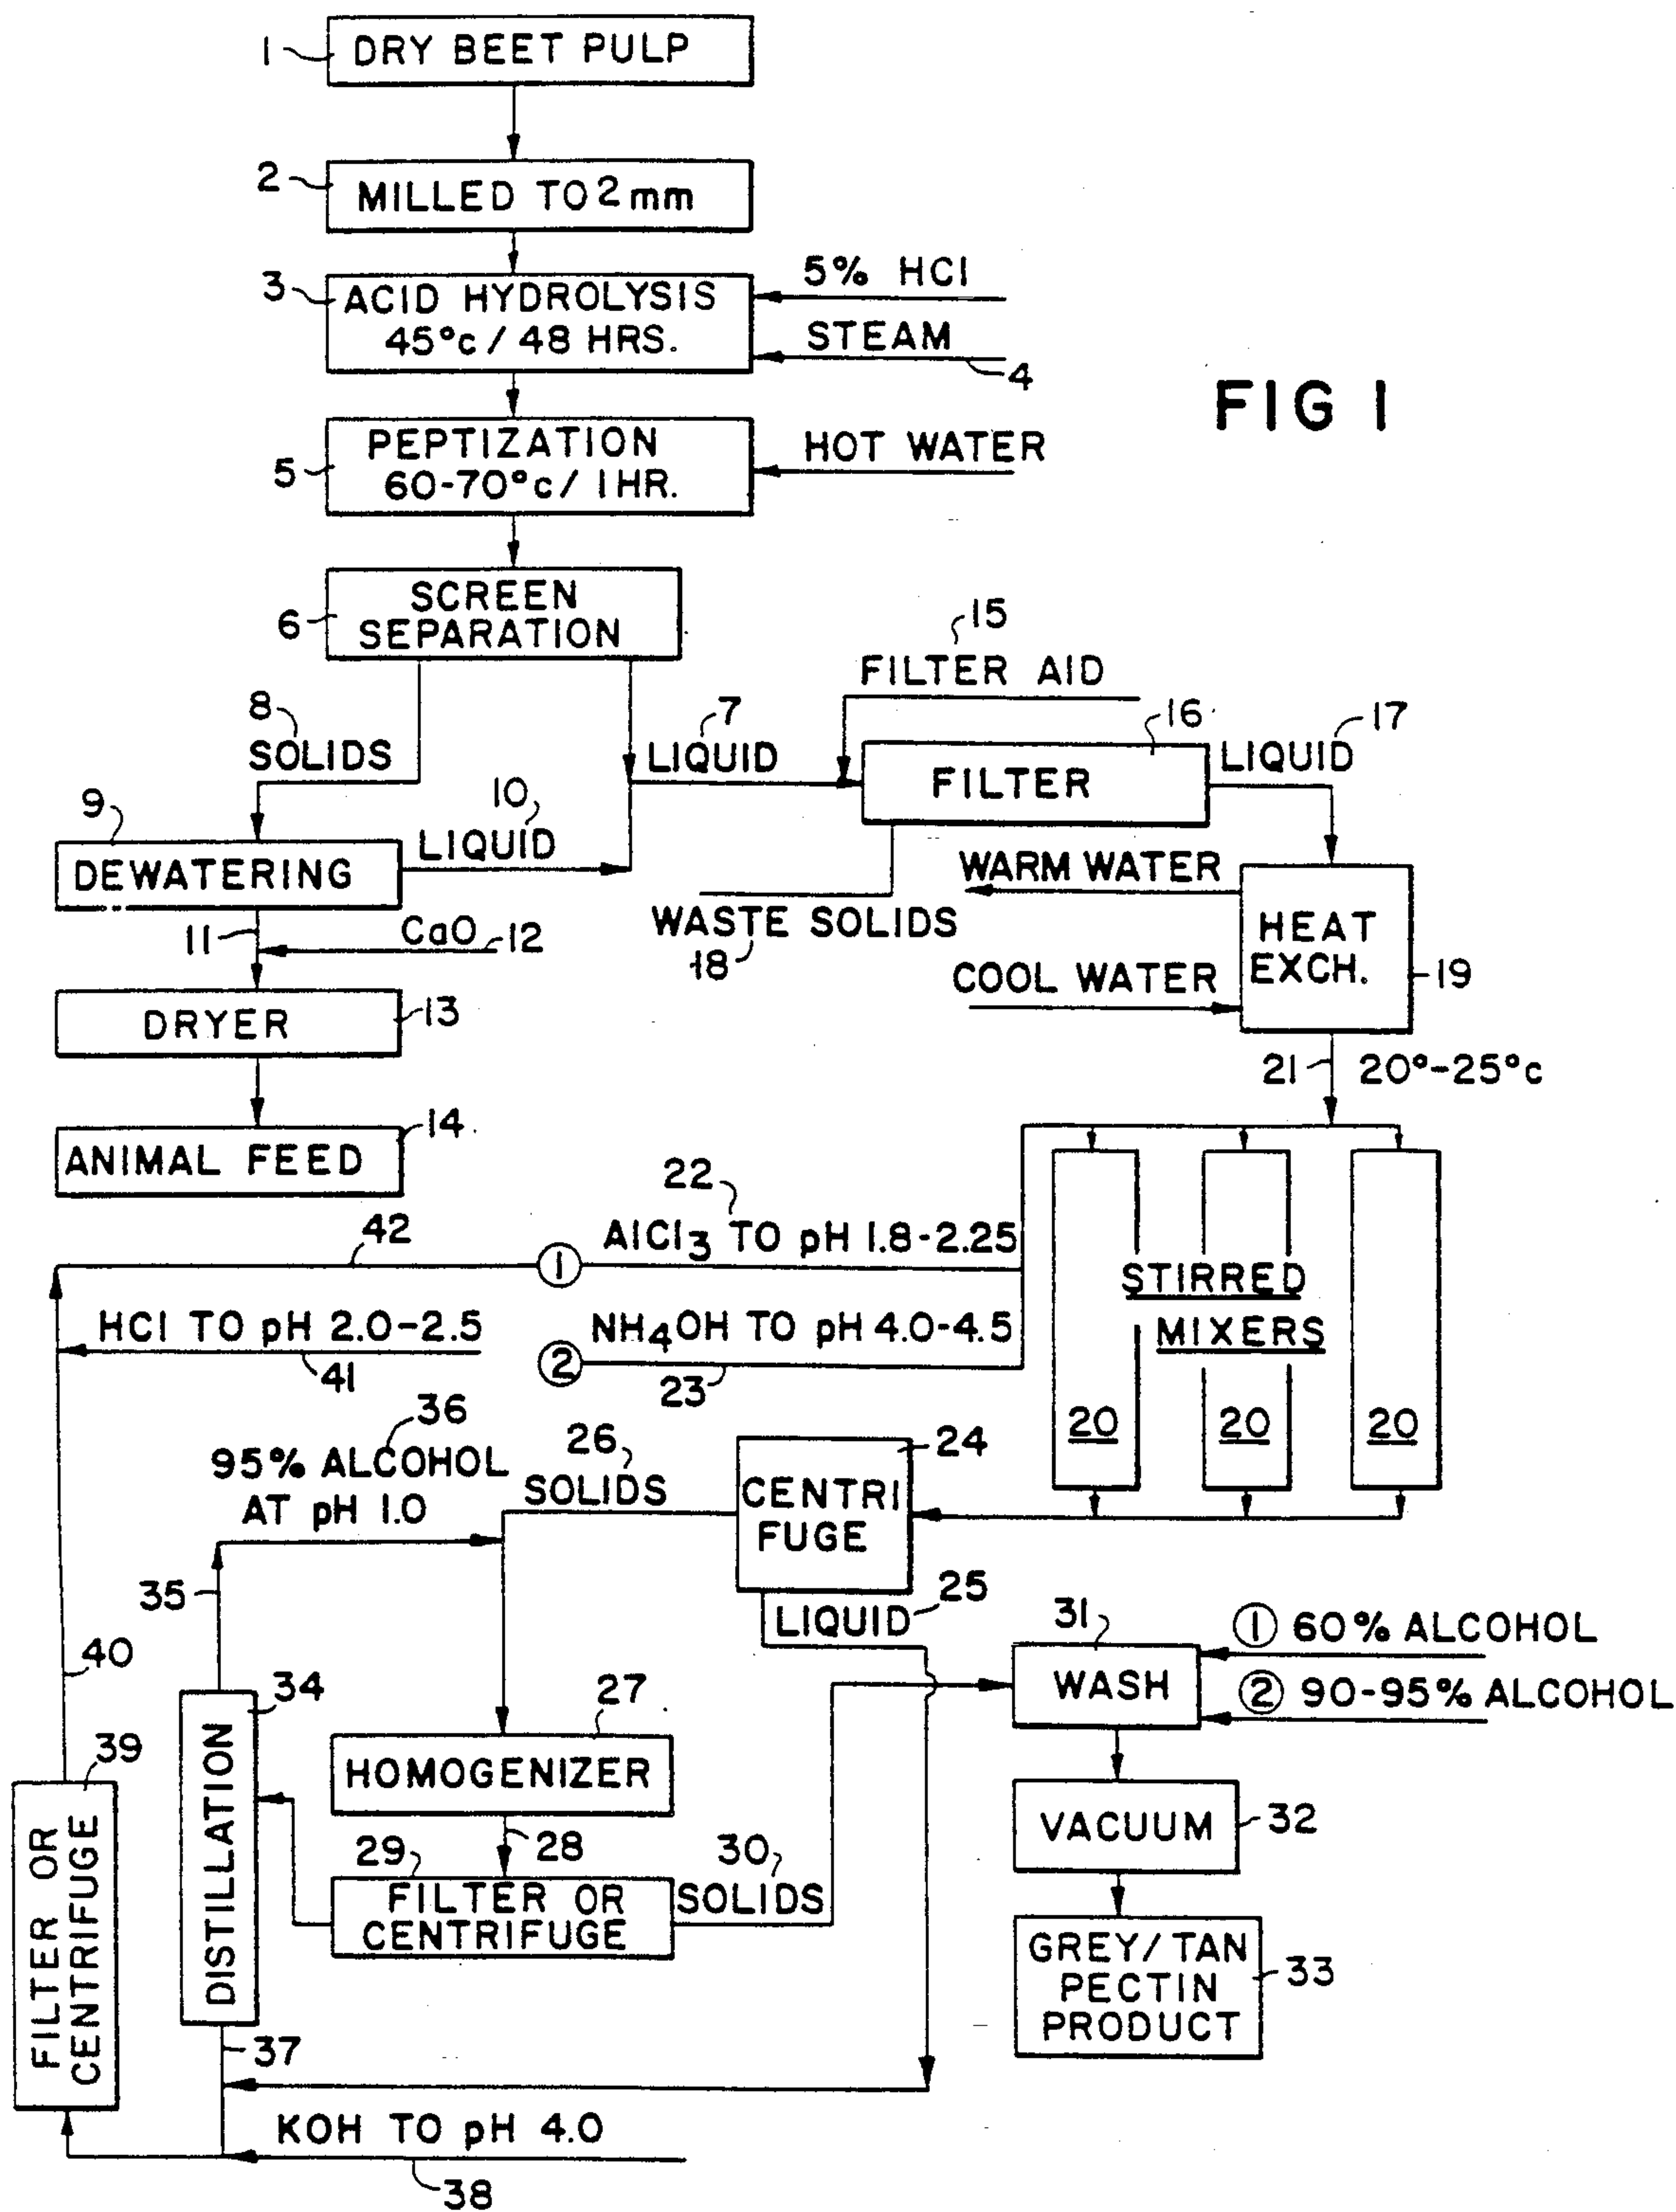 1
DRY BEET PULP
2
MILLED TO 2 mm
3
ACID HYDROLYSIS
45°c / 48 HRS.
5% HCl
STEAM
4
FIG 1
5
PEPTIZATION
60-70°c / 1 HR.
HOT WATER
6
SCREEN
SEPARATION
15
FILTER AID
8
SOLIDS
7
LIQUID
16
FILTER
17
LIQUID
9
DEWATERING
10
LIQUID
WARM WATER
WASTE SOLIDS
18
HEAT
EXCH.
19
COOL WATER
11
CaO
12
DRYER
13
21
20°-25°c
ANIMAL FEED
14
22
AlCl3 TO pH 1.8-2.25
42
①
HCl TO pH 2.0-2.5
41
NH4OH TO pH 4.0-4.5
②
23
STIRRED
MIXERS
20
20
20
36
95% ALCOHOL
AT pH 1.0
26
SOLIDS
24
CENTRI
FUGE
35
LIQUID
25
31
WASH
① 60% ALCOHOL
② 90-95% ALCOHOL
40
34
DISTILLATION
27
HOMOGENIZER
39
FILTER OR
CENTRIFUGE
28
29
FILTER OR
CENTRIFUGE
30
SOLIDS
VACUUM
32
GREY/TAN
PECTIN
PRODUCT
33
37
KOH TO pH 4.0
38